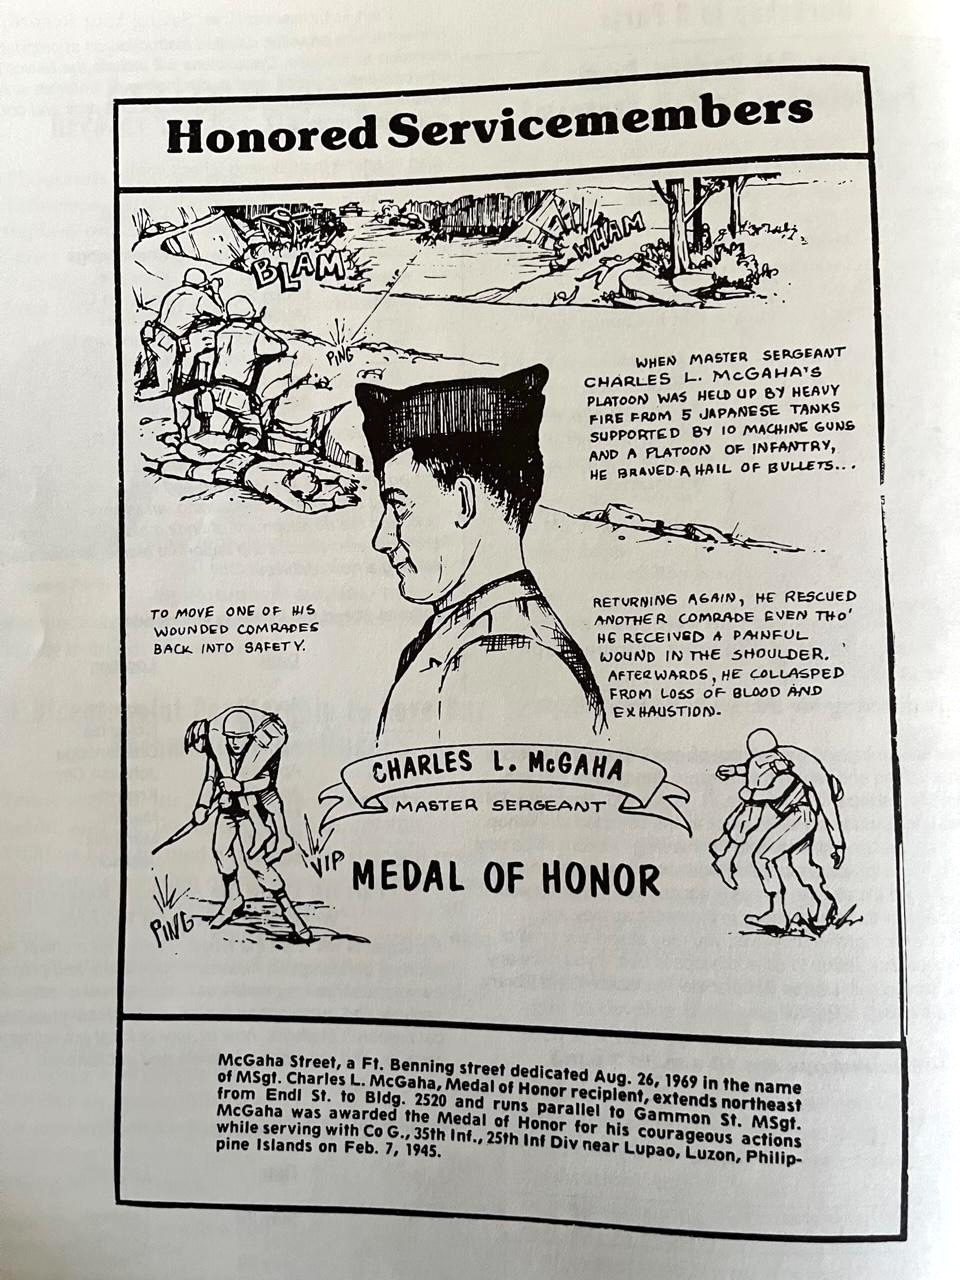 Honored Servicemembers
BLAM
WHAM
PING
WHEN MASTER SERGEANT
CHARLES L. McGAHA'S
PLATOON WAS HELD UP BY HEAVY
FIRE FROM 5 JAPANESE TANKS
SUPPORTED BY 10 MACHINE GUNS
AND A PLATOON OF INFANTRY,
HE BRAVED A HAIL OF BULLETS...
TO MOVE ONE OF HIS
WOUNDED COMRADES
BACK INTO SAFETY.
RETURNING AGAIN, HE RESCUED
ANOTHER COMRADE EVEN THO'
HE RECEIVED A PAINFUL
WOUND IN THE SHOULDER.
AFTERWARDS, HE COLLASPED
FROM LOSS OF BLOOD AND
EXHAUSTION.
CHARLES L. McGAHA
MASTER SERGEANT
VIP
MEDAL OF HONOR
PING
McGaha Street, a Ft. Benning street dedicated Aug. 26, 1969 in the name
of MSgt. Charles L. McGaha, Medal of Honor recipient, extends northeast
from Endl St. to Bldg. 2520 and runs parallel to Gammon St. MSgt.
McGaha was awarded the Medal of Honor for his courageous actions
while serving with Co G., 35th Inf., 25th Inf Div near Lupao, Luzon, Philip-
pine Islands on Feb. 7, 1945.